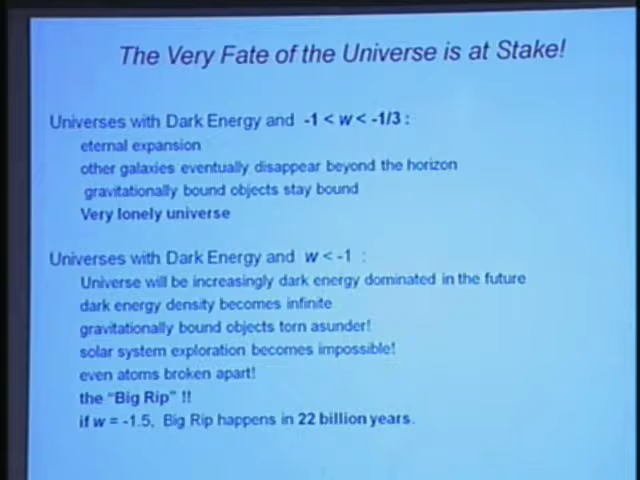 The Very Fate of the Universe is at Stake!
Universes with Dark Energy and -1 < w < -1/3 :
eternal expansion
other galaxies eventually disappear beyond the horizon
gravitationally bound objects stay bound
Very lonely universe
Universes with Dark Energy and w < -1 :
Universe will be increasingly dark energy dominated in the future
dark energy density becomes infinite
gravitationally bound objects torn asunder!
solar system exploration becomes impossible!
even atoms broken apart!
the "Big Rip" !!
if w = -1.5, Big Rip happens in 22 billion years.